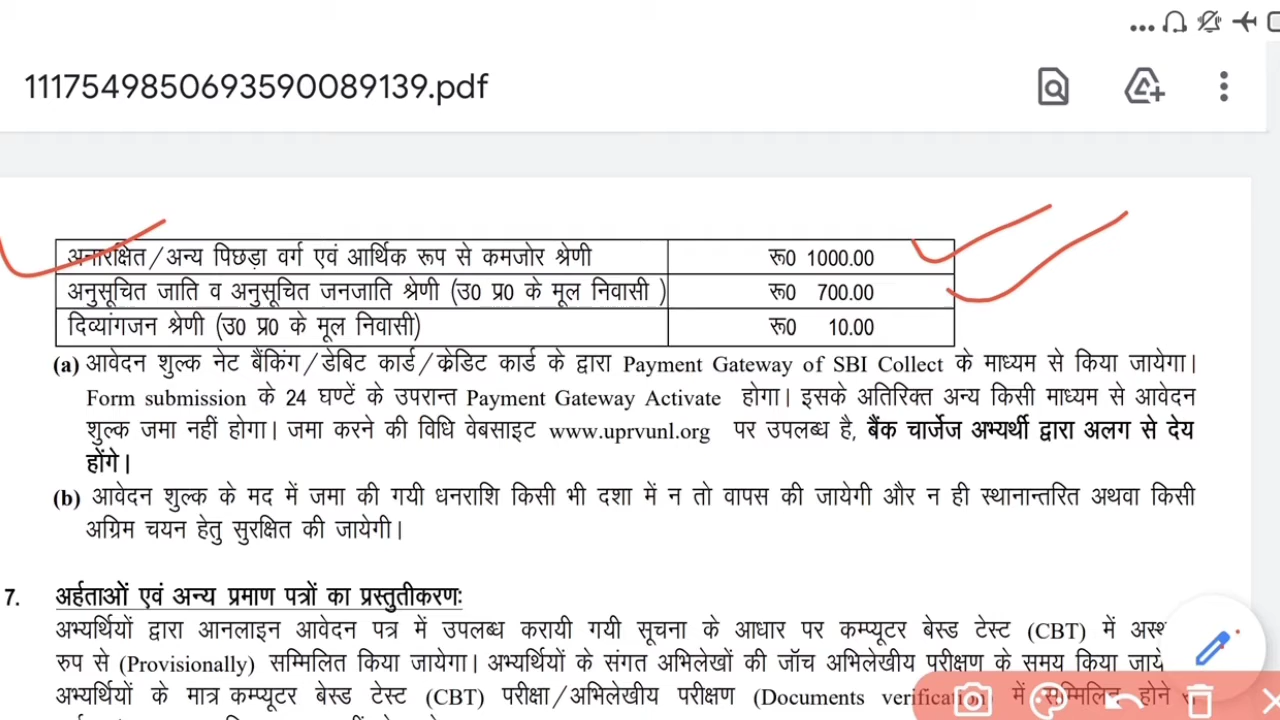 1117549850693590089139.pdf
अनारक्षित/अन्य पिछड़ा वर्ग एवं आर्थिक रूप से कमजोर श्रेणी रू0 1000.00
अनुसूचित जाति व अनुसूचित जनजाति श्रेणी (उ0 प्र0 के मूल निवासी ) रू0 700.00
दिव्यांगजन श्रेणी (उ0 प्र0 के मूल निवासी) रू0 10.00
(a) आवेदन शुल्क नेट बैंकिंग/डेबिट कार्ड/क्रेडिट कार्ड के द्वारा Payment Gateway of SBI Collect के माध्यम से किया जायेगा।
Form submission के 24 घण्टें के उपरान्त Payment Gateway Activate होगा। इसके अतिरिक्त अन्य किसी माध्यम से आवेदन
शुल्क जमा नहीं होगा। जमा करने की विधि वेबसाइट www.uprvunl.org पर उपलब्ध है, बैंक चार्जेज अभ्यर्थी द्वारा अलग से देय
होंगे।
(b) आवेदन शुल्क के मद में जमा की गयी धनराशि किसी भी दशा में न तो वापस की जायेगी और न ही स्थानान्तरित अथवा किसी
अग्रिम चयन हेतु सुरक्षित की जायेगी।
7. अर्हताओं एवं अन्य प्रमाण पत्रों का प्रस्तुतीकरणः
अभ्यर्थियों द्वारा आनलाइन आवेदन पत्र में उपलब्ध करायी गयी सूचना के आधार पर कम्प्यूटर बेस्ड टेस्ट (CBT) में
रुप से (Provisionally) सम्मिलित किया जायेगा। अभ्यर्थियों के संगत अभिलेखों की जॉच अभिलेखीय परीक्षण के समय किया
अभ्यर्थियों के मात्र कम्प्यूटर बेस्ड टेस्ट (CBT) परीक्षा/अभिलेखीय परीक्षण (Documents verification) में सम्मिलित होने